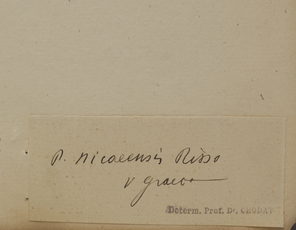 P. nicaeensis Risso
v graeca
Determ. Prof. Dr. CHODAT